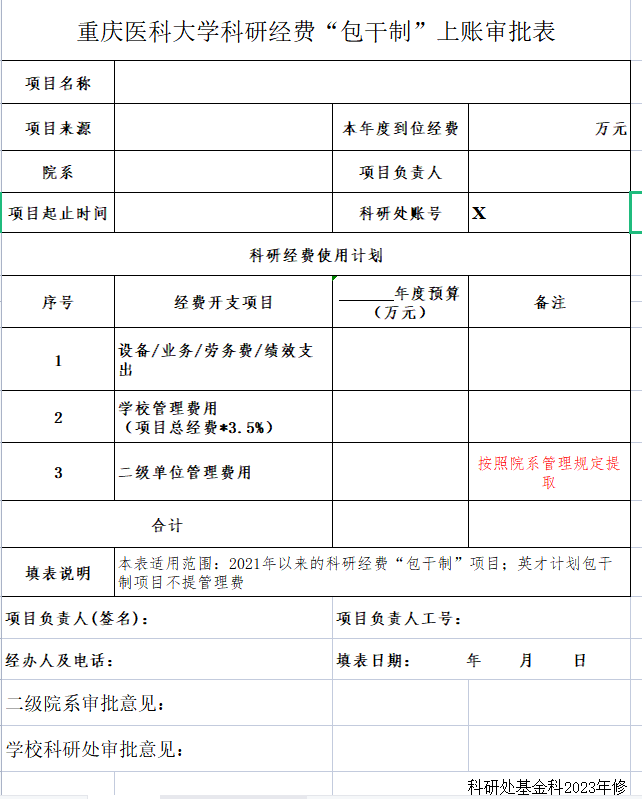 重庆医科大学科研经费“包干制”上账审批表
项目名称
项目来源 本年度到位经费 万元
院系 项目负责人
项目起止时间 科研处账号 X
科研经费使用计划
序号 经费开支项目 ______年度预算（万元） 备注
1 设备/业务/劳务费/绩效支出
2 学校管理费用
（项目总经费*3.5%）
3 二级单位管理费用 按照院系管理规定提取
合计
填表说明 本表适用范围：2021年以来的科研经费“包干制”项目；英才计划包干
制项目不提管理费
项目负责人(签名)： 项目负责人工号：
经办人及电话： 填表日期： 年 月 日
二级院系审批意见：
学校科研处审批意见：
科研处基金科2023年修